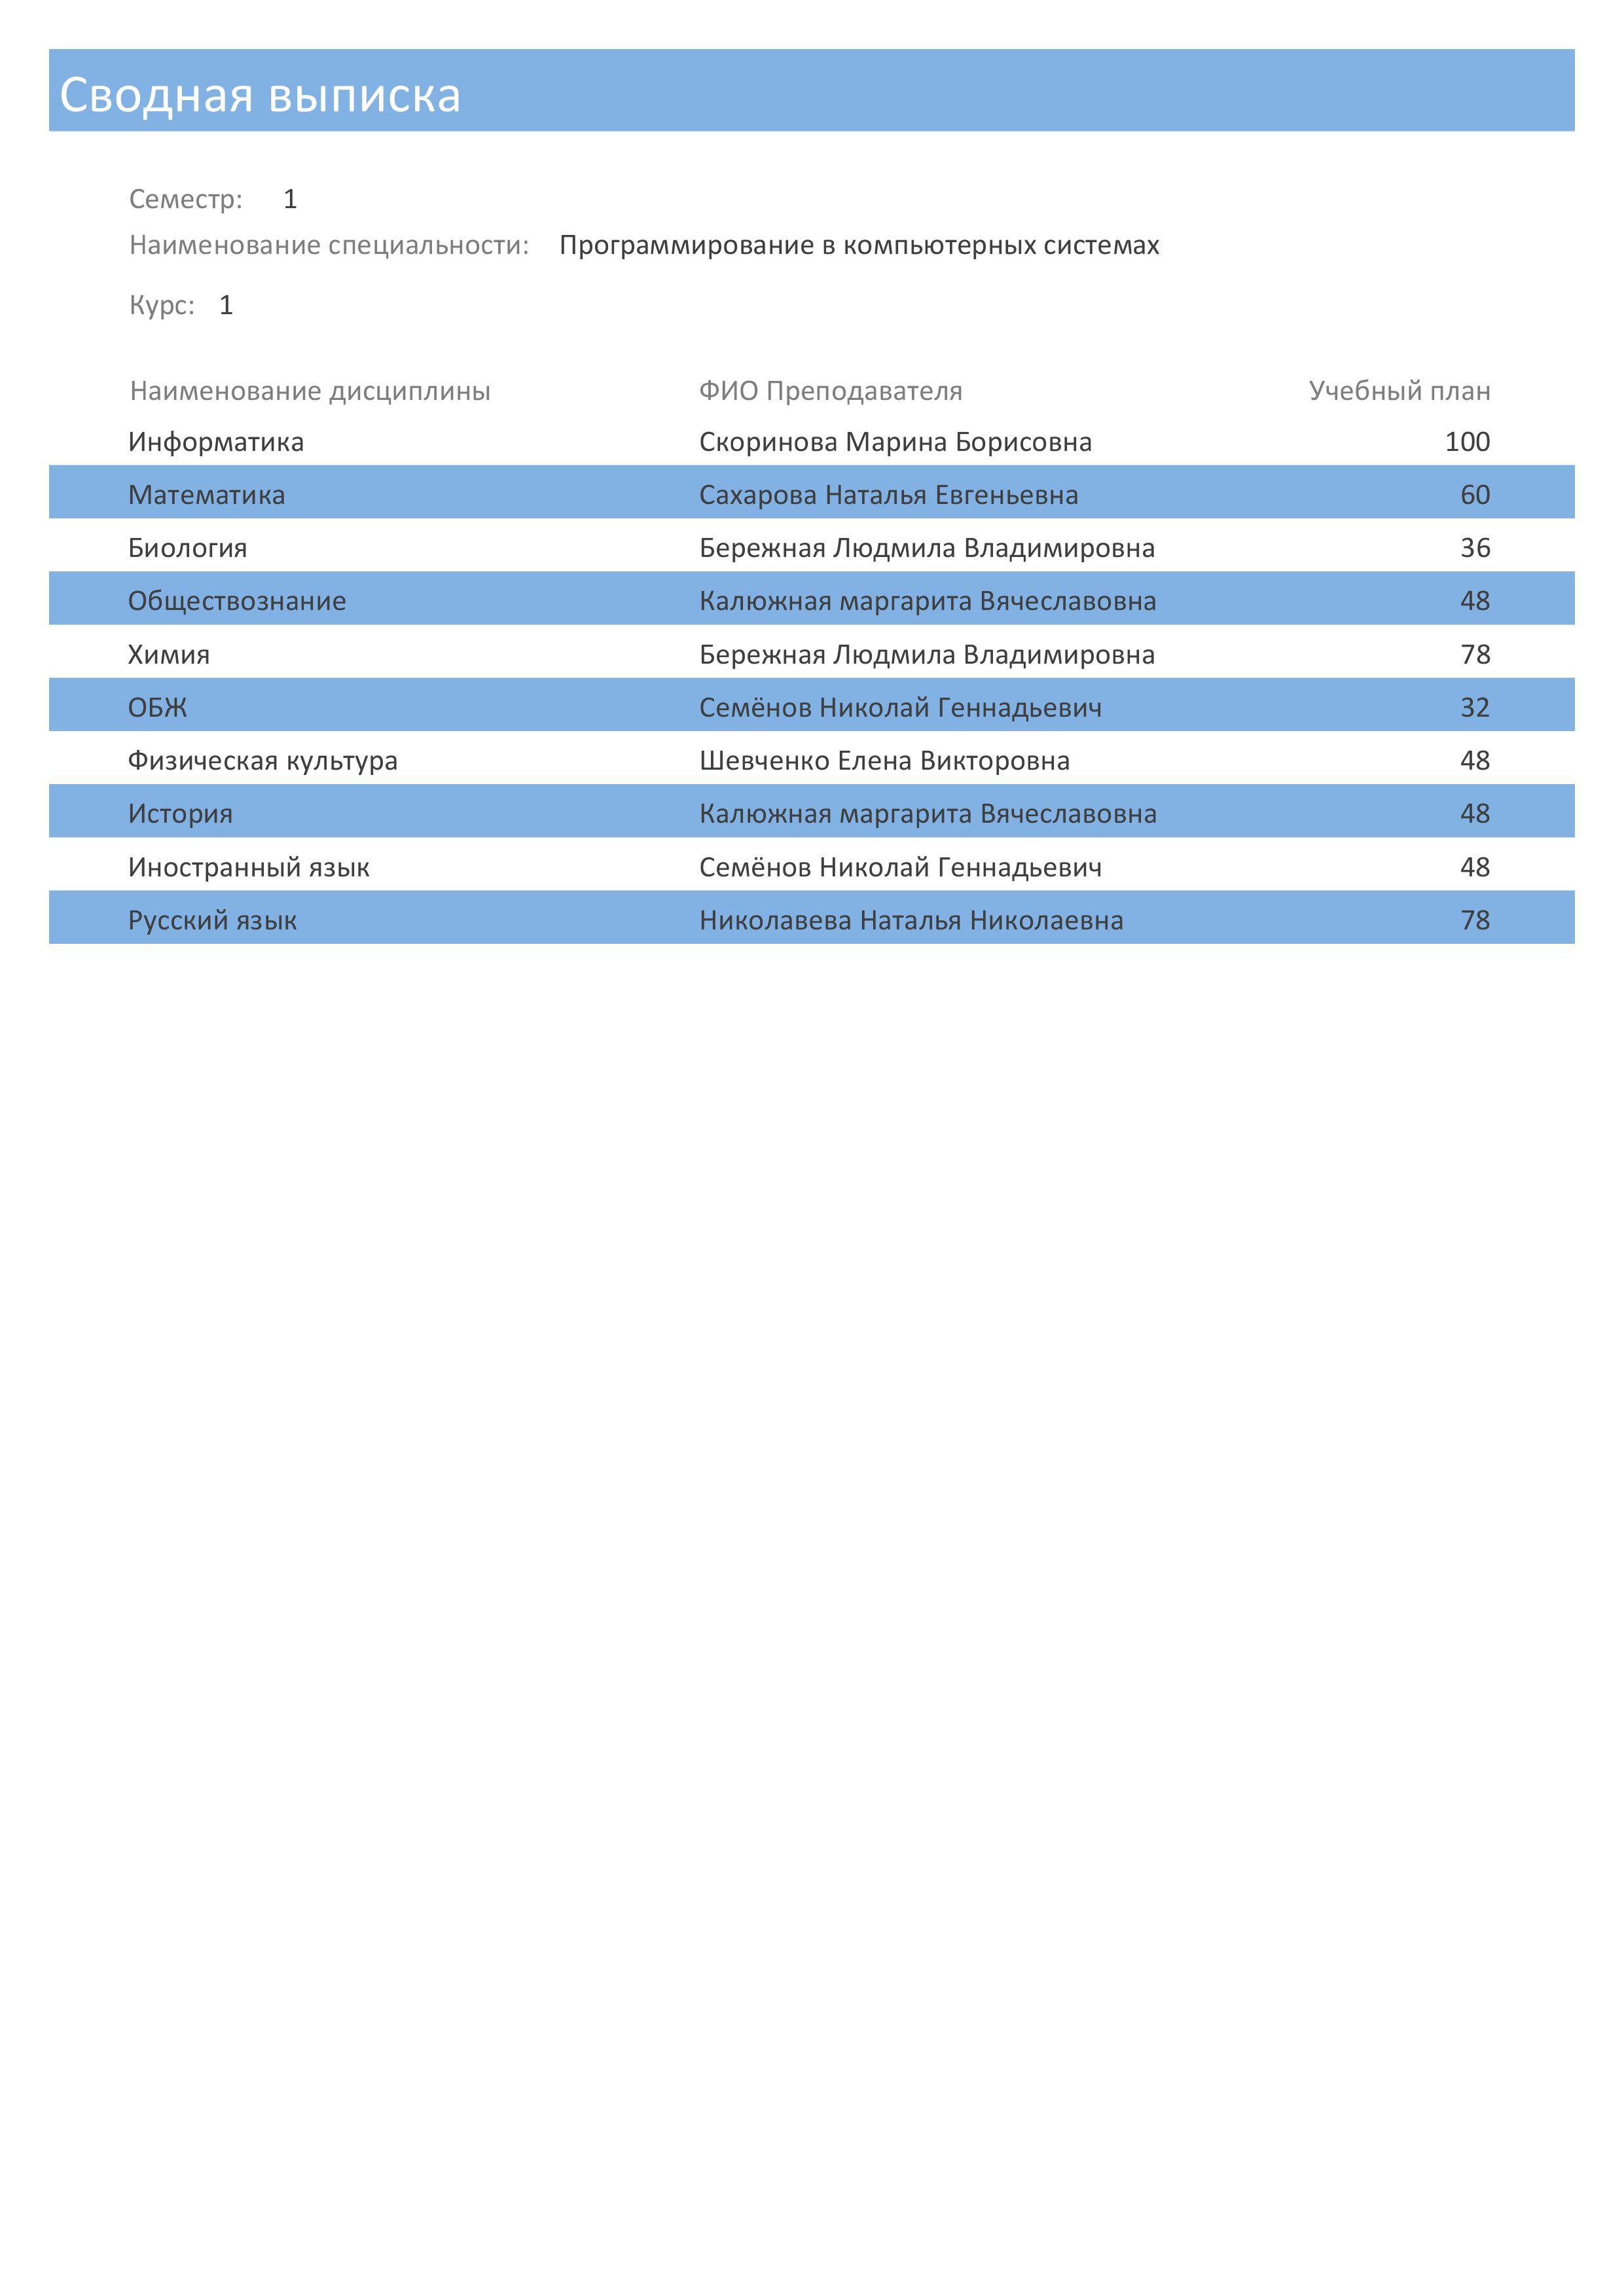 Сводная выписка
Семестр: 1
Наименование специальности: Программирование в компьютерных системах
Курс: 1
Наименование дисциплины ФИО Преподавателя Учебный план
Информатика Скоринова Марина Борисовна 100
Математика Сахарова Наталья Евгеньевна 60
Биология Бережная Людмила Владимировна 36
Обществознание Калюжная маргарита Вячеславовна 48
Химия Бережная Людмила Владимировна 78
ОБЖ Семёнов Николай Геннадьевич 32
Физическая культура Шевченко Елена Викторовна 48
История Калюжная маргарита Вячеславовна 48
Иностранный язык Семёнов Николай Геннадьевич 48
Русский язык Николавева Наталья Николаевна 78